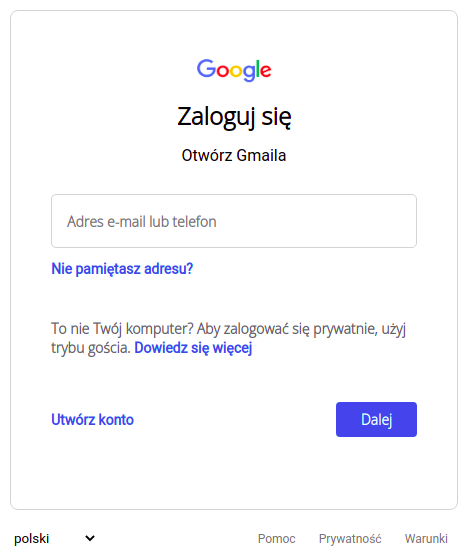 Google
Zaloguj się
Otwórz Gmaila
Adres e-mail lub telefon
Nie pamiętasz adresu?
To nie Twój komputer? Aby zalogować się prywatnie, użyj
trybu gościa. Dowiedz się więcej
Utwórz konto Dalej
polski Pomoc Prywatność Warunki